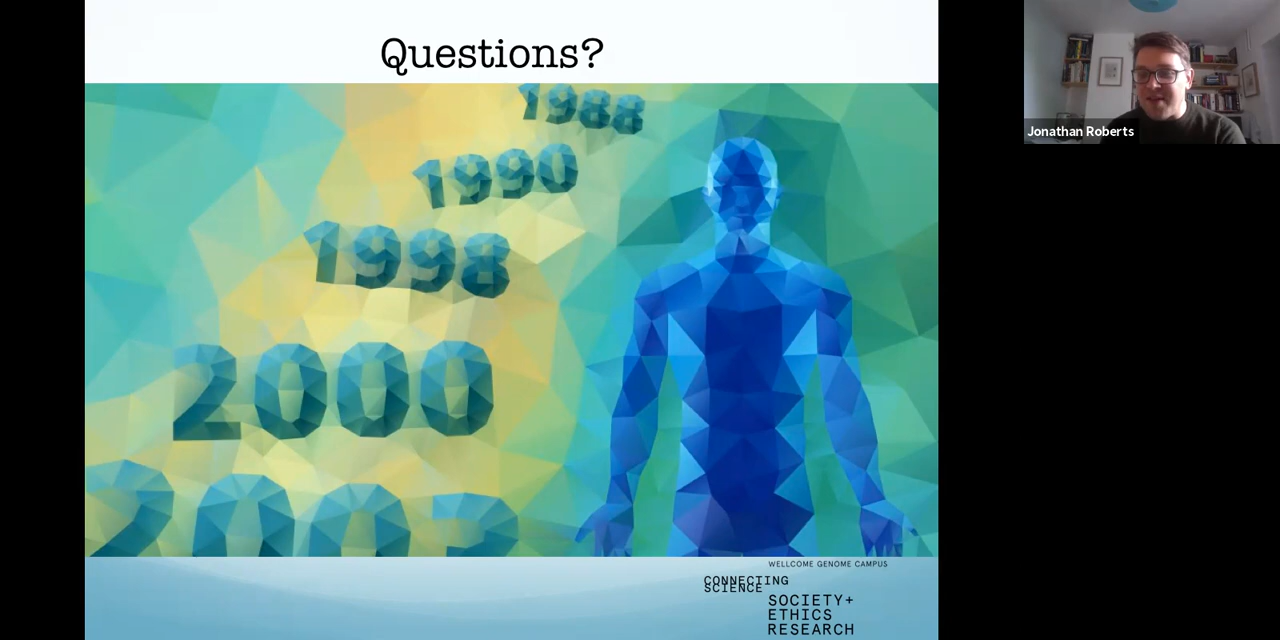 Questions?
1988
1990
1998
2000
Jonathan Roberts
WELLCOME GENOME CAMPUS
CONNECTING
SCIENCE
SOCIETY+
ETHICS
RESEARCH